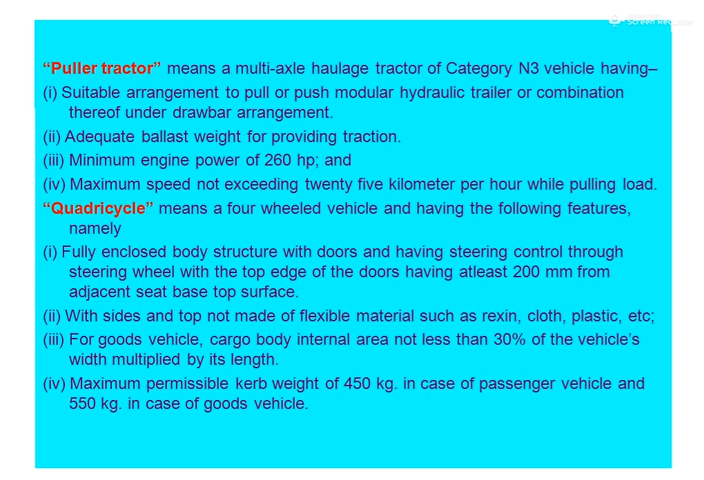 Screen Recorder
“Puller tractor” means a multi-axle haulage tractor of Category N3 vehicle having–
(i) Suitable arrangement to pull or push modular hydraulic trailer or combination
thereof under drawbar arrangement.
(ii) Adequate ballast weight for providing traction.
(iii) Minimum engine power of 260 hp; and
(iv) Maximum speed not exceeding twenty five kilometer per hour while pulling load.
“Quadricycle” means a four wheeled vehicle and having the following features,
namely
(i) Fully enclosed body structure with doors and having steering control through
steering wheel with the top edge of the doors having atleast 200 mm from
adjacent seat base top surface.
(ii) With sides and top not made of flexible material such as rexin, cloth, plastic, etc;
(iii) For goods vehicle, cargo body internal area not less than 30% of the vehicle’s
width multiplied by its length.
(iv) Maximum permissible kerb weight of 450 kg. in case of passenger vehicle and
550 kg. in case of goods vehicle.